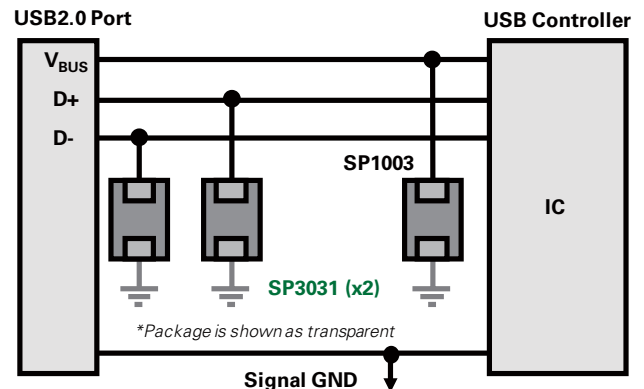 USB2.0 Port
USB Controller
VBUS
D+
D-
SP1003
IC
SP3031 (x2)
*Package is shown as transparent
Signal GND